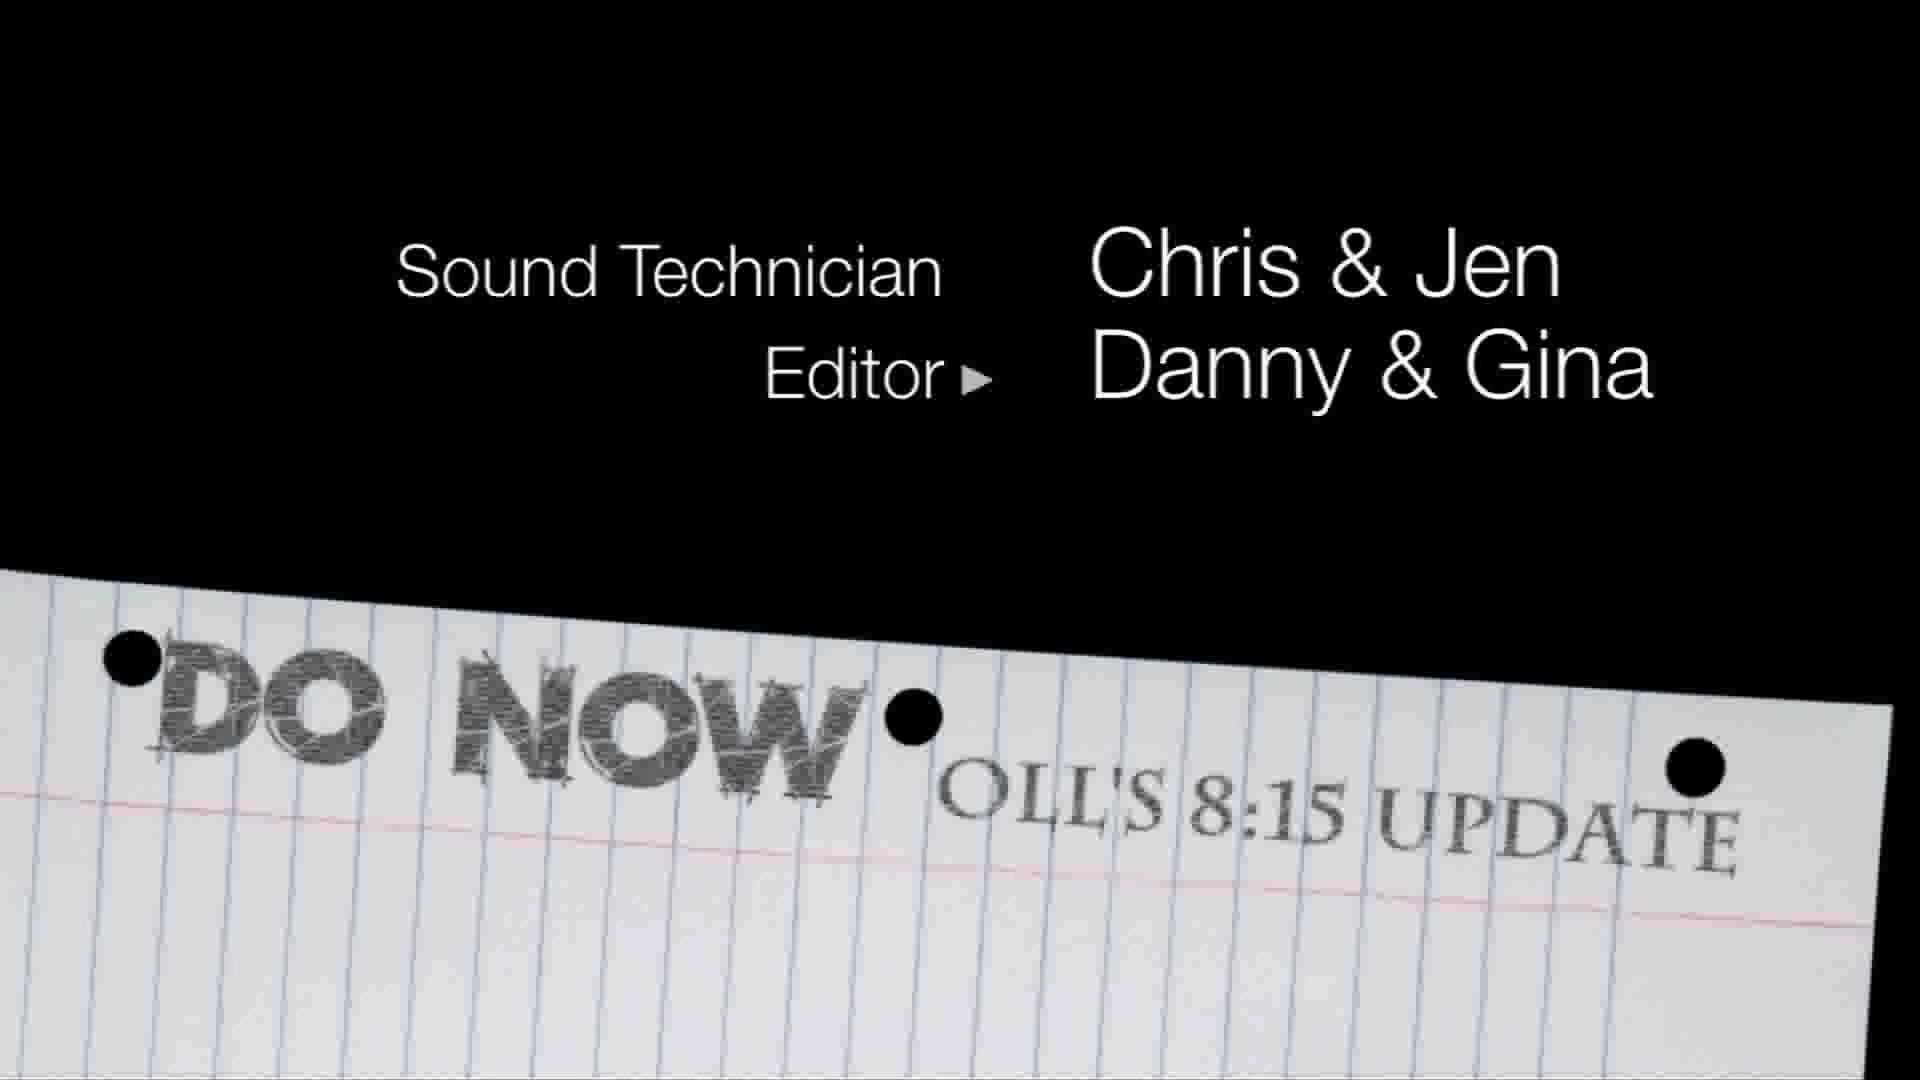 Sound Technician Chris & Jen
Editor ▸ Danny & Gina
DO NOW
OLL'S 8:15 UPDATE